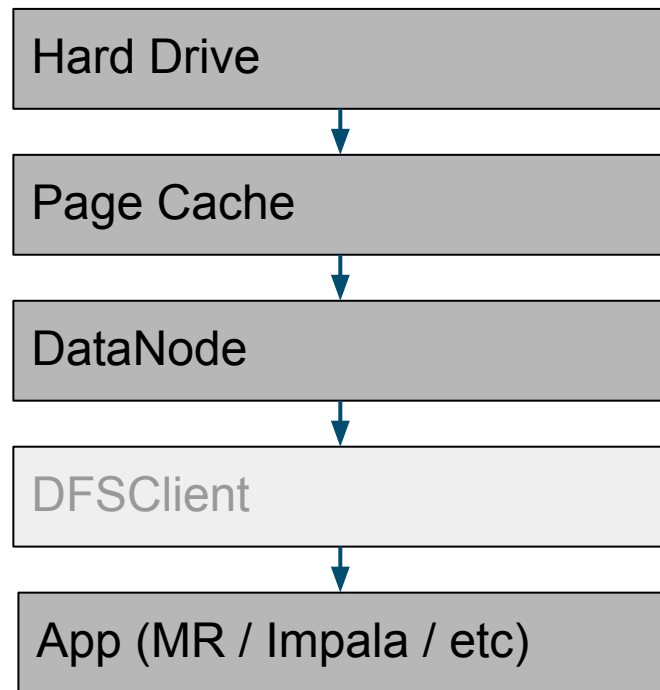 Hard Drive
Page Cache
DataNode
DFSClient
App (MR / Impala / etc)